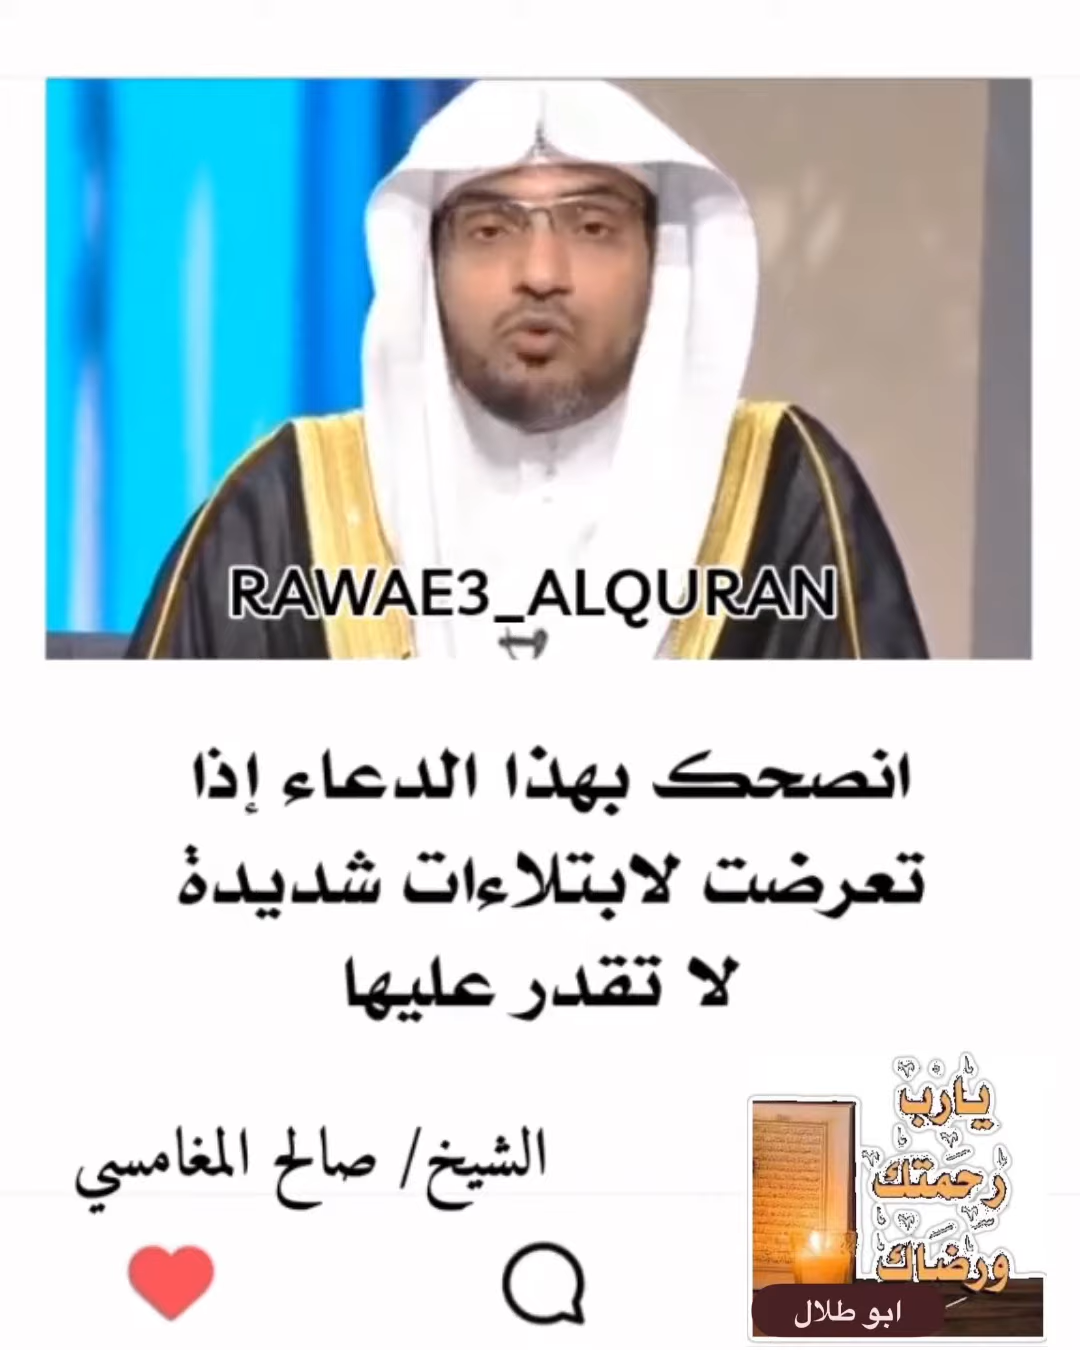 RAWAE3_ALQURAN
انصحك بهذا الدعاء إذا
تعرضت لابتلاءات شديدة
لا تقدر عليها
الشيخ/ صالح المغامسي
يارب
رحمتك
ورضاك
ابو طلال